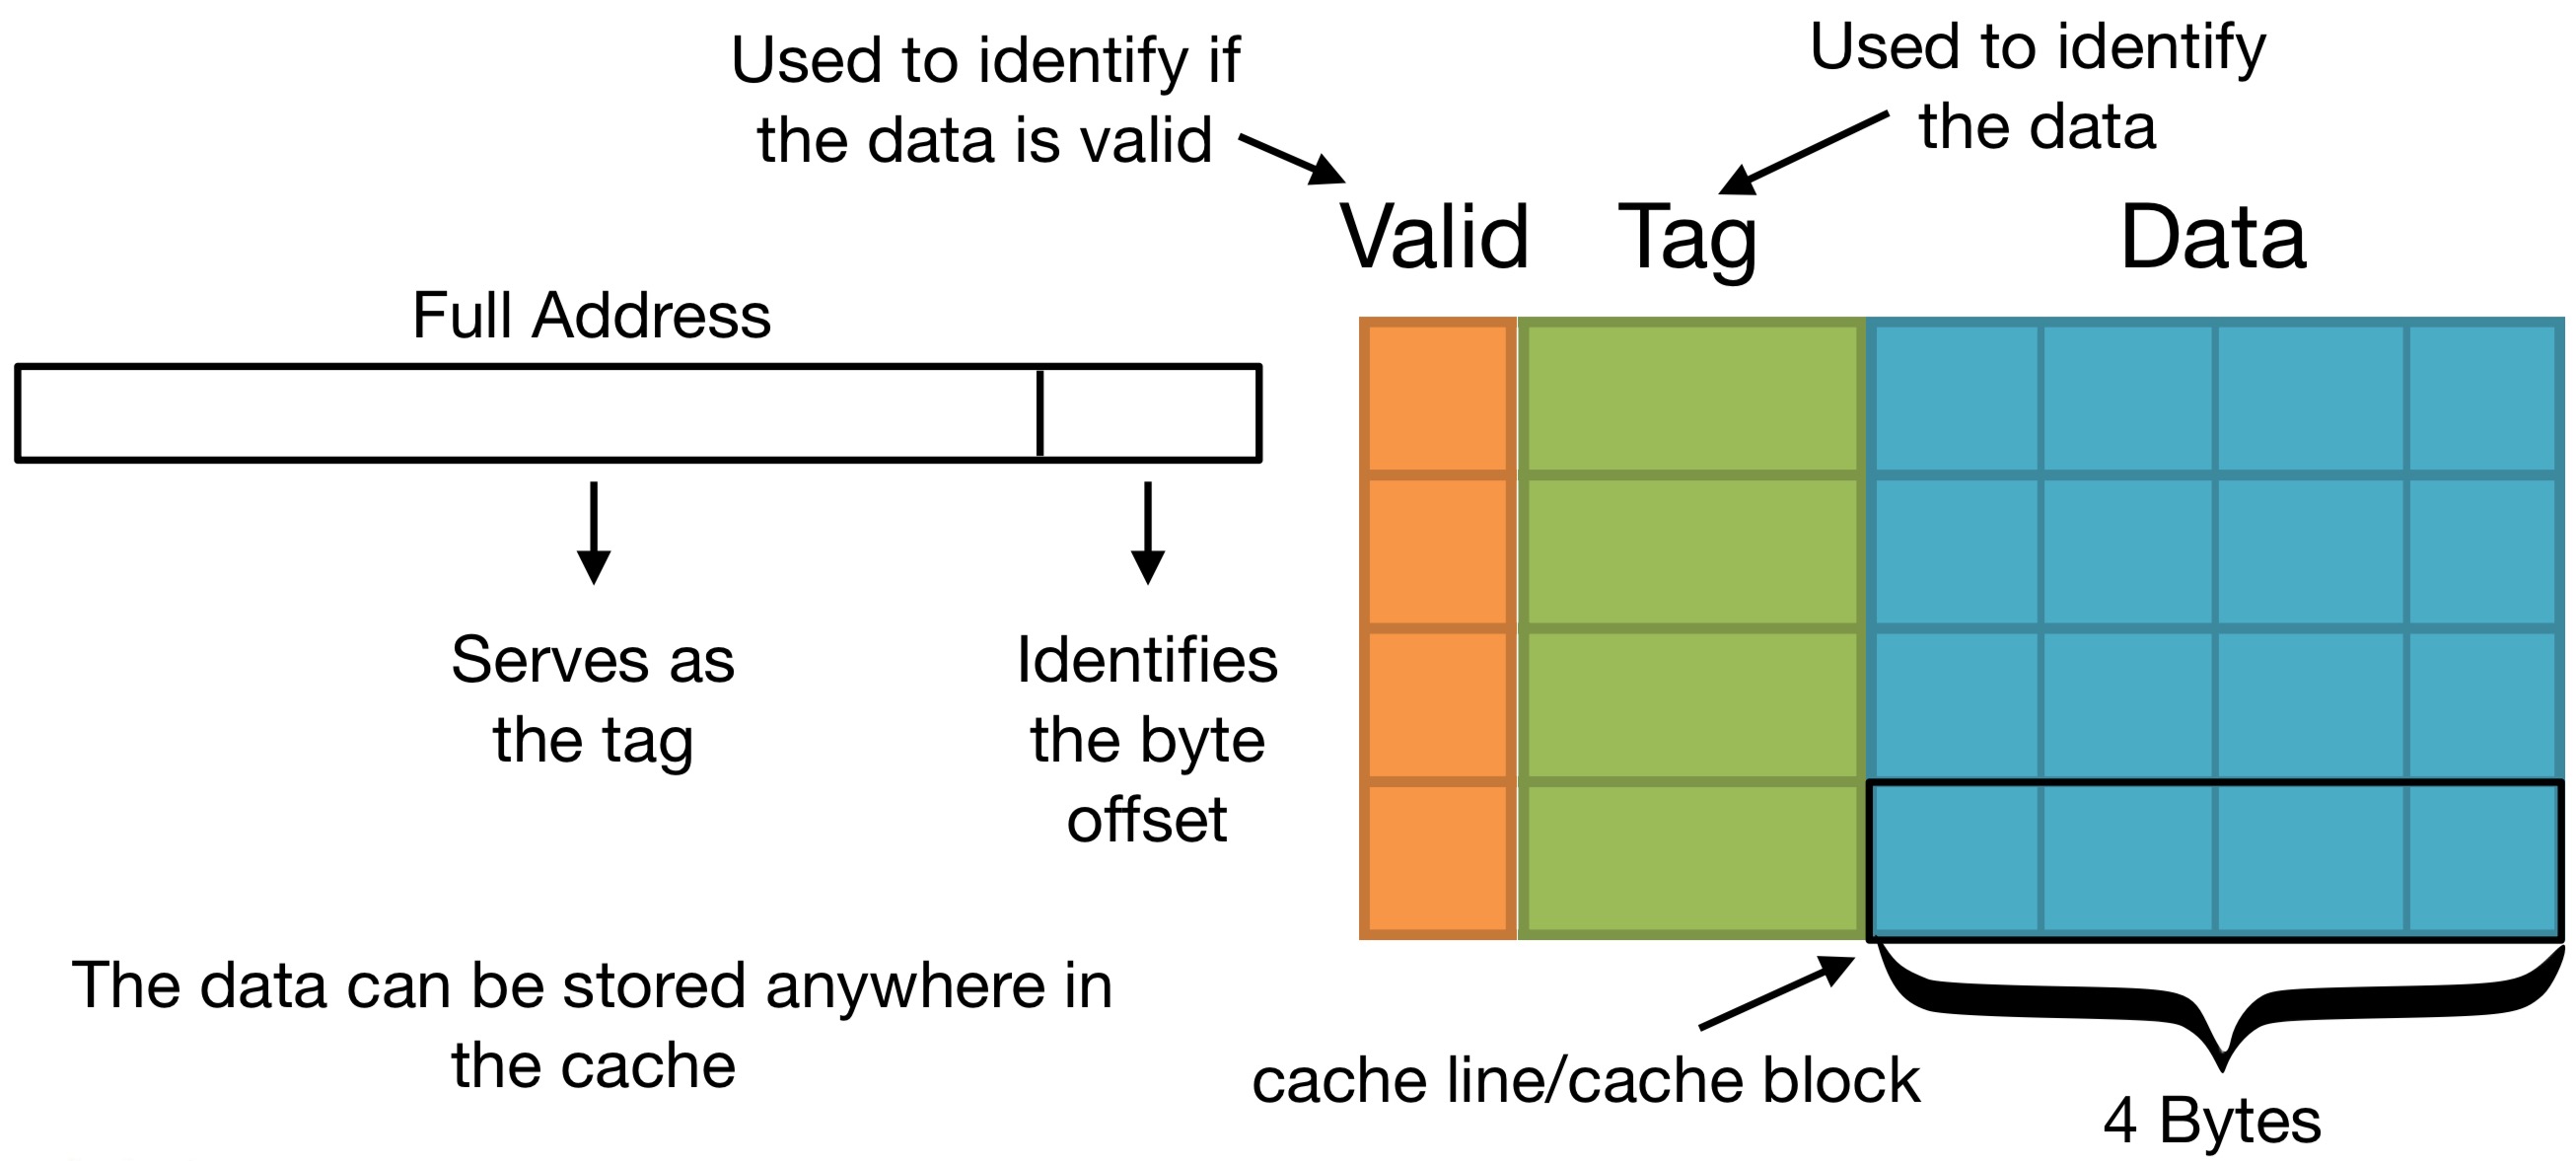 Used to identify if
the data is valid
Used to identify
the data
Valid
Tag
Data
Full Address
Serves as
the tag
Identifies
the byte
offset
The data can be stored anywhere in
the cache
cache line/cache block
4 Bytes